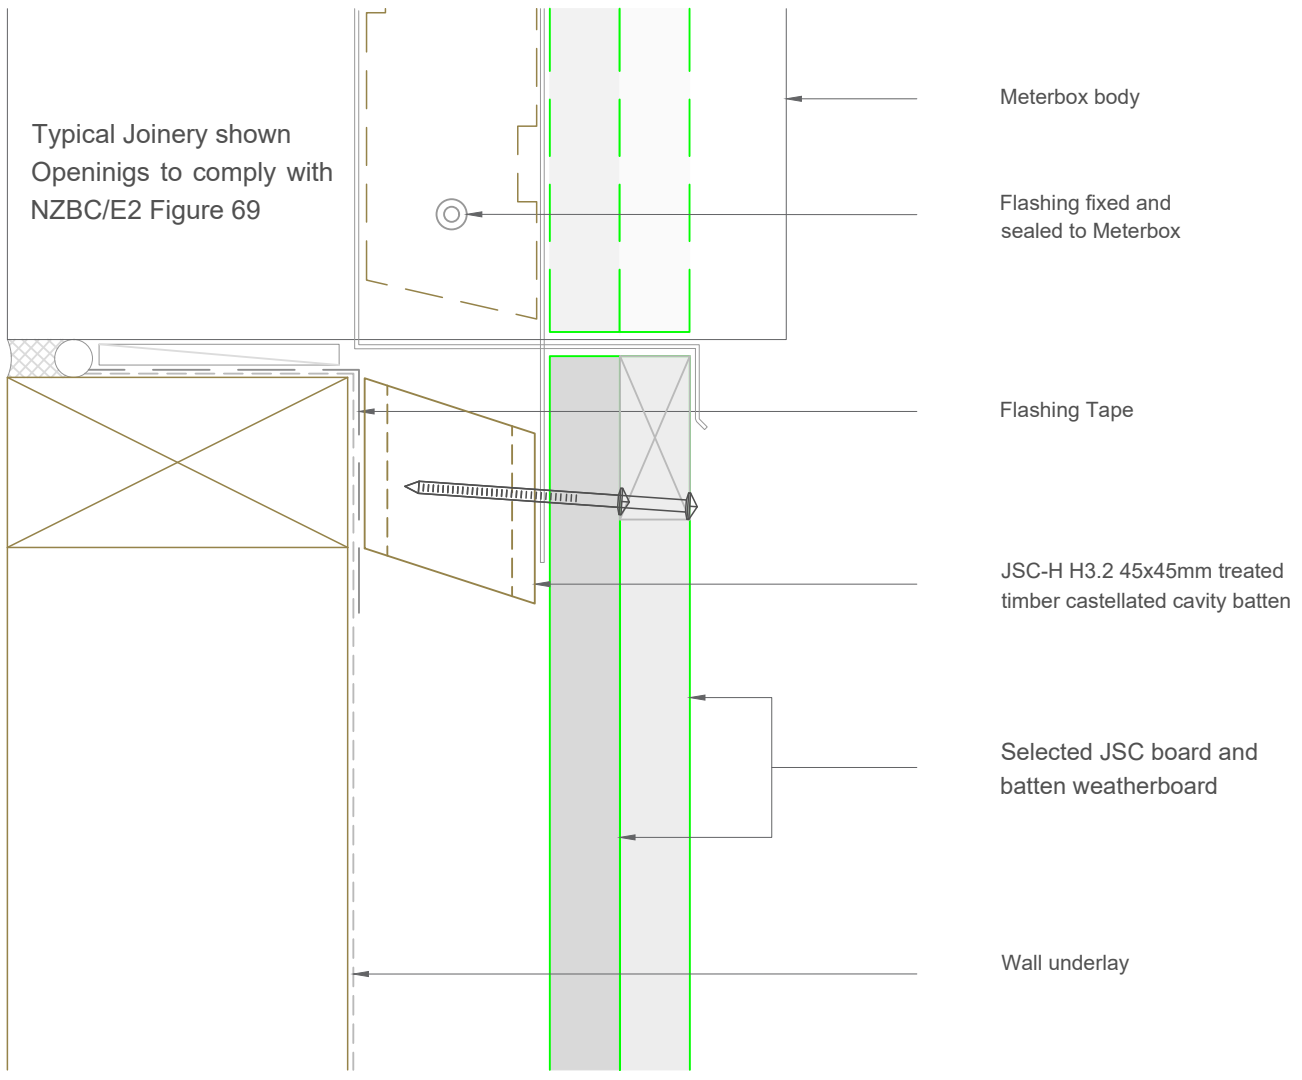 Typical Joinery shown
Openinigs to comply with
NZBC/E2 Figure 69
Meterbox body
Flashing fixed and
sealed to Meterbox
Flashing Tape
JSC-H H3.2 45x45mm treated
timber castellated cavity batten
Selected JSC board and
batten weatherboard
Wall underlay